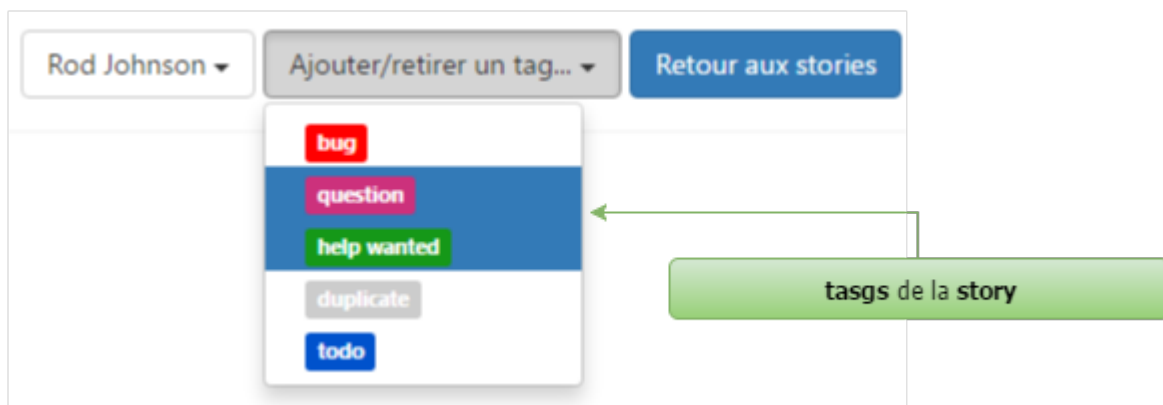 Rod Johnson Ajouter/retirer un tag... Retour aux stories
bug
question
help wanted
duplicate
todo
tasgs de la story